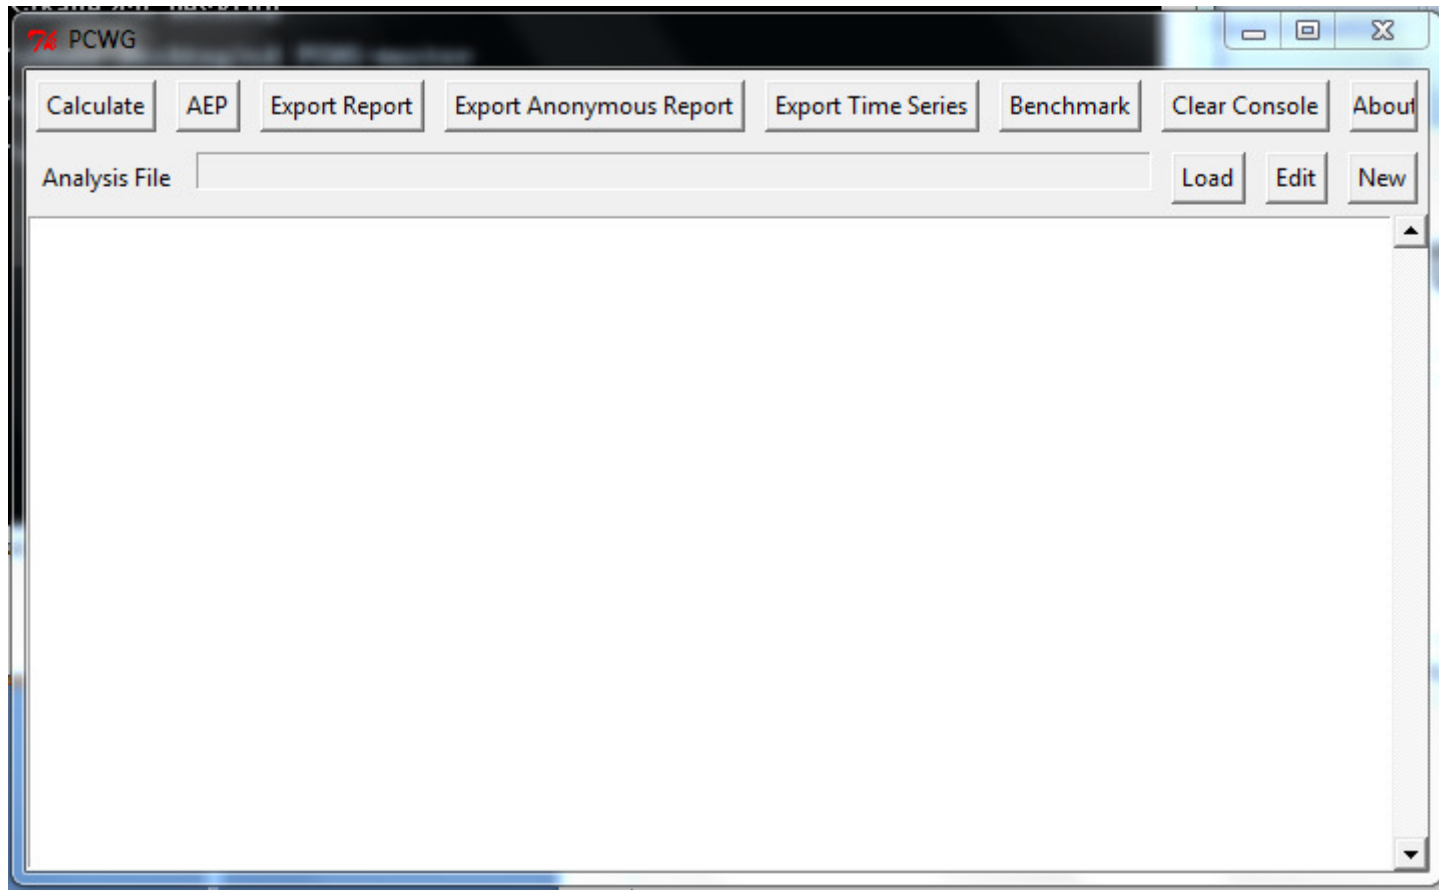 PCWG
Calculate AEP Export Report Export Anonymous Report Export Time Series Benchmark Clear Console About
Analysis File Load Edit New